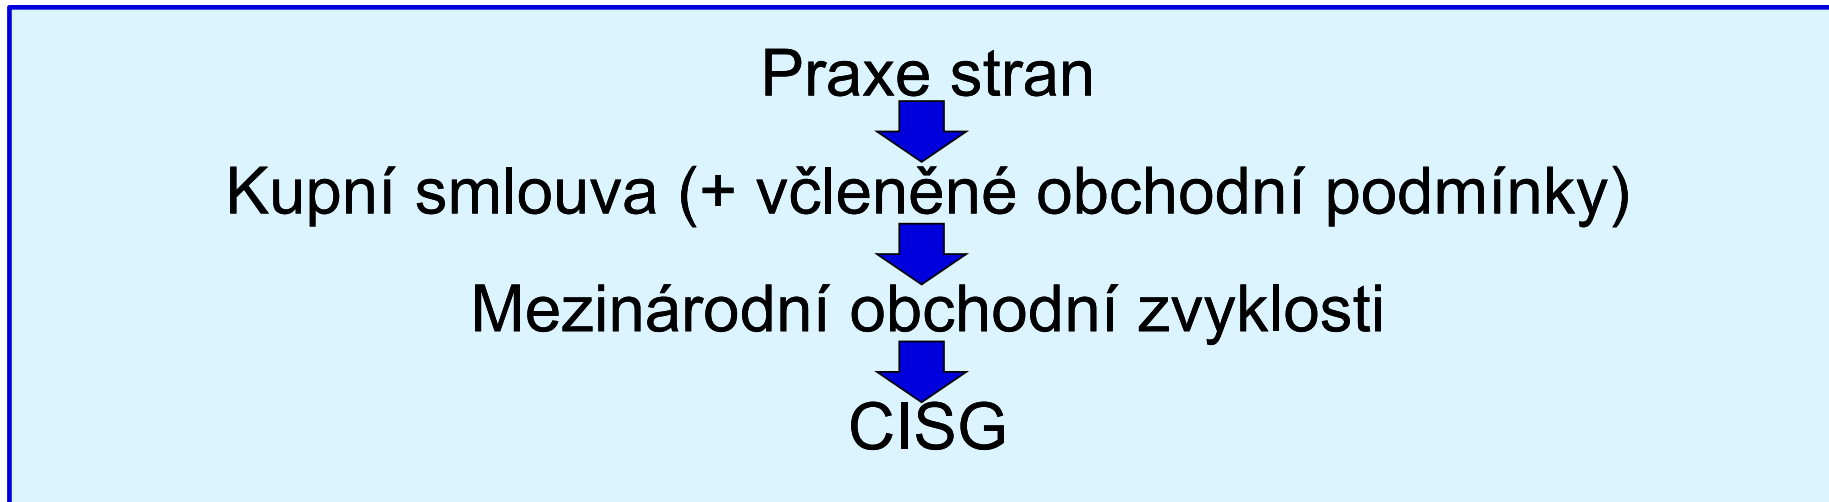 Praxe stran
Kupní smlouva (+ včleněné obchodní podmínky)
Mezinárodní obchodní zvyklosti
CISG